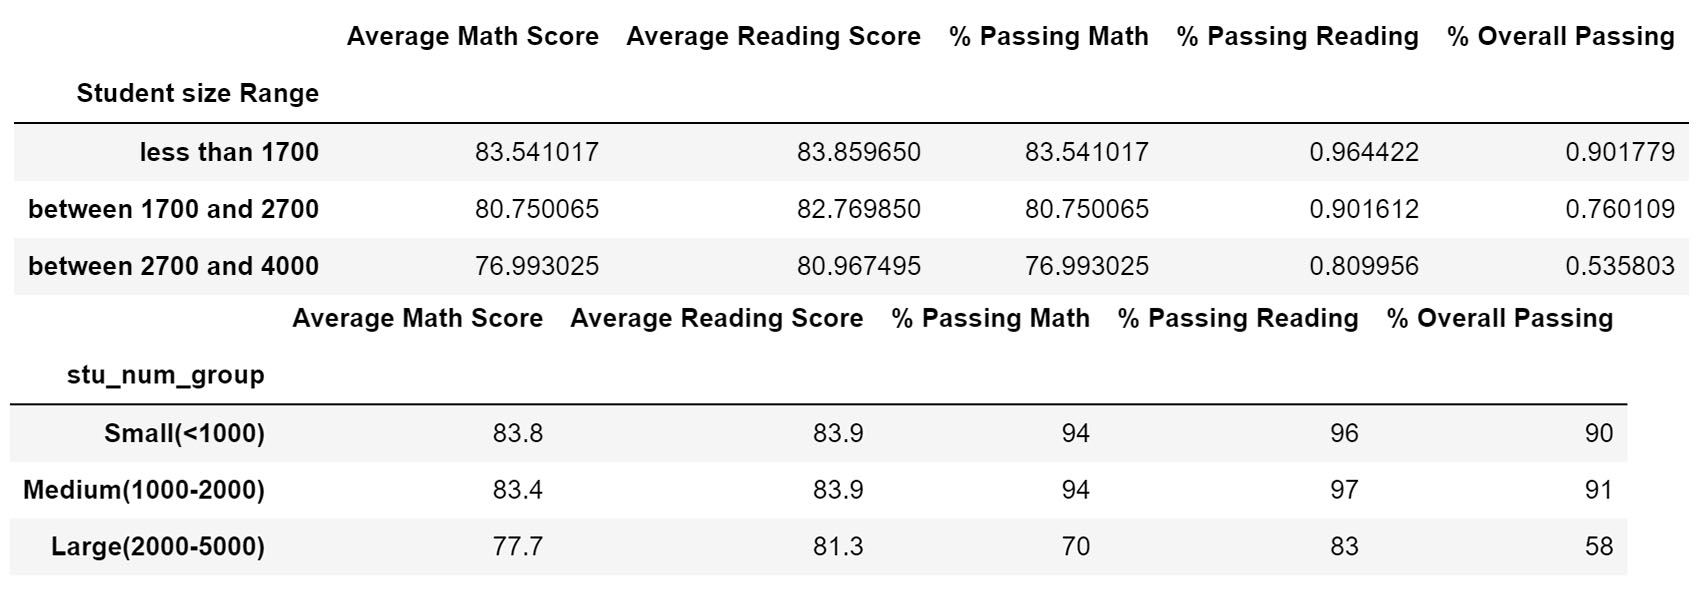 Average Math Score Average Reading Score % Passing Math % Passing Reading % Overall Passing
Student size Range
less than 1700 83.541017 83.859650 83.541017 0.964422 0.901779
between 1700 and 2700 80.750065 82.769850 80.750065 0.901612 0.760109
between 2700 and 4000 76.993025 80.967495 76.993025 0.809956 0.535803
Average Math Score Average Reading Score % Passing Math % Passing Reading % Overall Passing
stu_num_group
Small(<1000) 83.8 83.9 94 96 90
Medium(1000-2000) 83.4 83.9 94 97 91
Large(2000-5000) 77.7 81.3 70 83 58